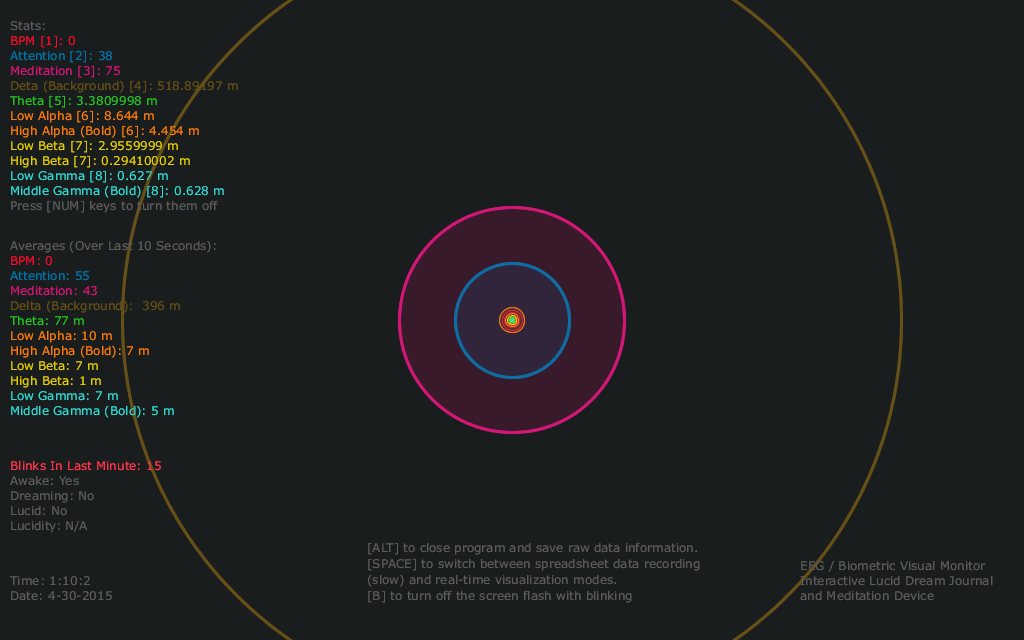 Stats:
BPM [1]: 0
Attention [2]: 38
Meditation [3]: 75
Deta (Background) [4]: 518.89197 m
Theta [5]: 3.3809998 m
Low Alpha [6]: 8.644 m
High Alpha (Bold) [6]: 4.454 m
Low Beta [7]: 2.9559999 m
High Beta [7]: 0.29410002 m
Low Gamma [8]: 0.627 m
Middle Gamma (Bold) [8]: 0.628 m
Press [NUM] keys to turn them off
Averages (Over Last 10 Seconds):
BPM: 0
Attention: 55
Meditation: 43
Delta (Background):  396 m
Theta: 77 m
Low Alpha: 10 m
High Alpha (Bold): 7 m
Low Beta: 7 m
High Beta: 1 m
Low Gamma: 7 m
Middle Gamma (Bold): 5 m
Blinks In Last Minute: 15
Awake: Yes
Dreaming: No
Lucid: No
Lucidity: N/A
Time: 1:10:2
Date: 4-30-2015
[ALT] to close program and save raw data information.
[SPACE] to switch between spreadsheet data recording
(slow) and real-time visualization modes.
[B] to turn off the screen flash with blinking
EEG / Biometric Visual Monitor
Interactive Lucid Dream Journal
and Meditation Device